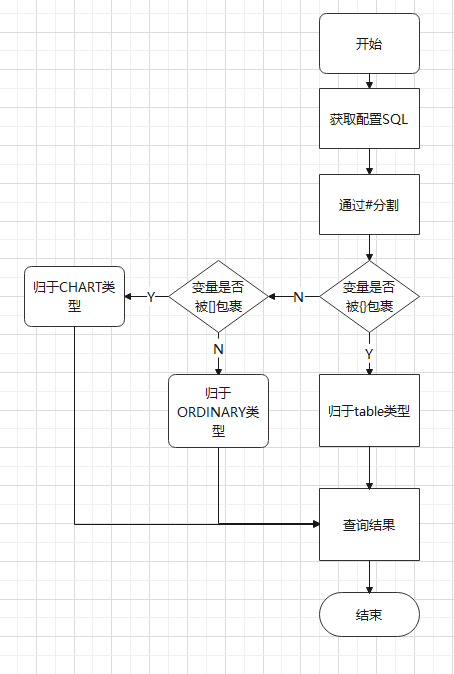 开始
获取配置SQL
通过#分割
变量是否
被{}包裹
N
变量是否
被[]包裹
Y
归于CHART类
型
N
Y
归于
ORDINARY类
型
归于table类型
查询结果
结束